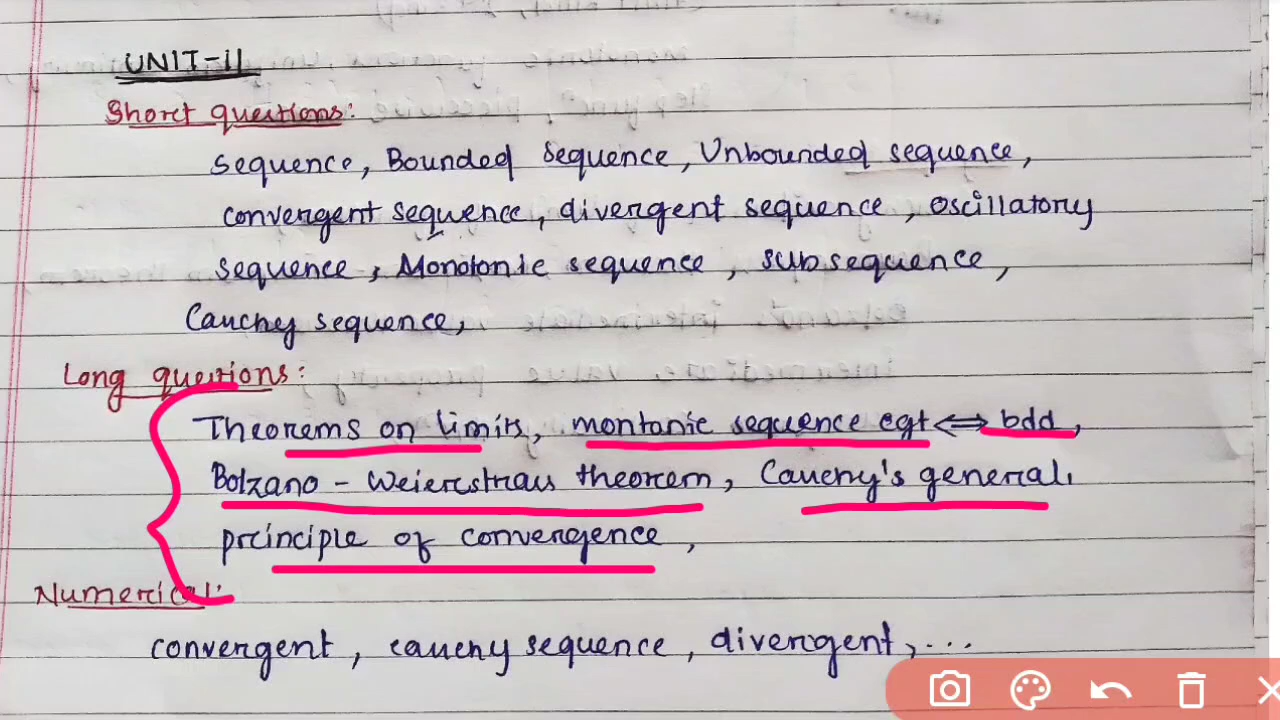 UNIT-11
Short questions:
sequence, Bounded sequence, Unbounded sequence,
convergent sequence, divergent sequence, oscillatory
sequence, Monotonic sequence, subsequence,
Cauchy sequence,
Long questions:
Theorems on limits, montanic sequence cgt ⟺ bdd,
Bolzano - Weierstrass theorem, Cauchy's general
principle of convergence,
Numerical:
convergent, cauchy sequence, divergent, ...